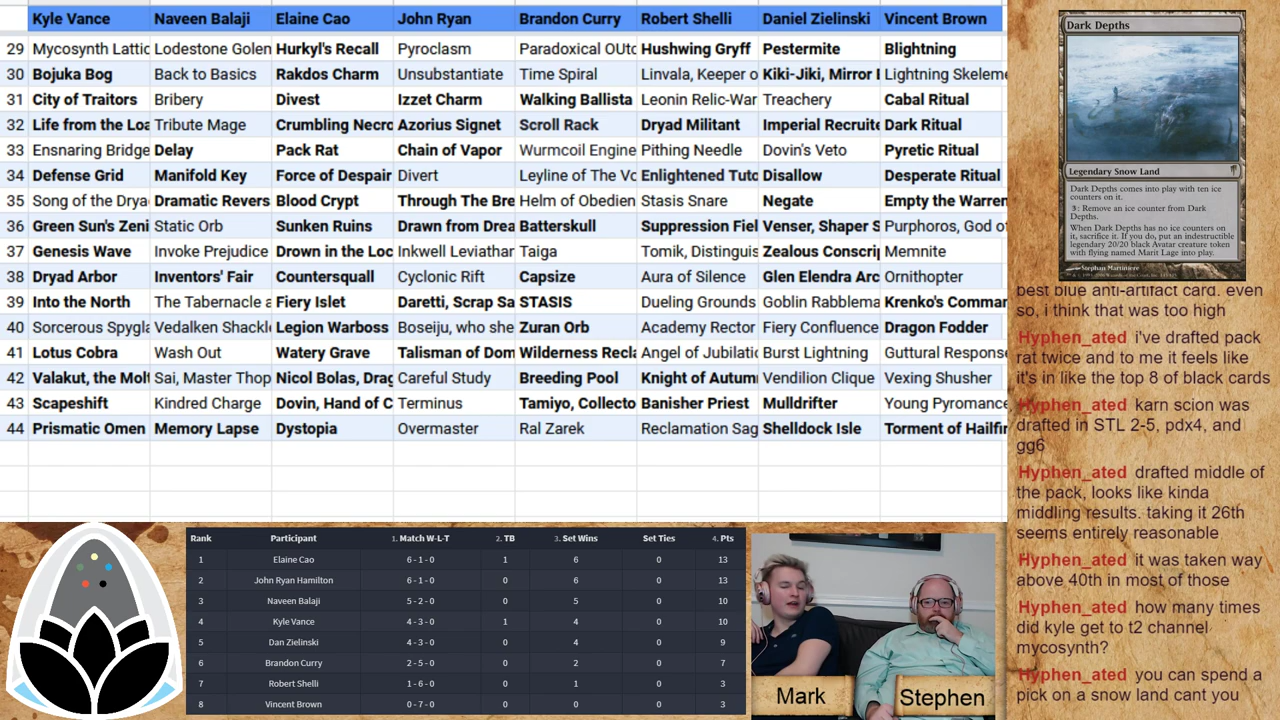 Kyle Vance Naveen Balaji Elaine Cao John Ryan Brandon Curry Robert Shelli Daniel Zielinski Vincent Brown
29 Mycosynth Lattic Lodestone Golen Hurkyl's Recall Pyroclasm Paradoxical OUtc Hushwing Gryff Pestermite Blightning
30 Bojuka Bog Back to Basics Rakdos Charm Unsubstantiate Time Spiral Linvala, Keeper o Kiki-Jiki, Mirror Lightning Skeleme
31 City of Traitors Bribery Divest Izzet Charm Walking Ballista Leonin Relic-War Treachery Cabal Ritual
32 Life from the Loa Tribute Mage Crumbling Necro Azorius Signet Scroll Rack Dryad Militant Imperial Recruite Dark Ritual
33 Ensnaring Bridge Delay Pack Rat Chain of Vapor Wurmcoil Engine Pithing Needle Dovin's Veto Pyretic Ritual
34 Defense Grid Manifold Key Force of Despair Divert Leyline of The Vo Enlightened Tuto Disallow Desperate Ritual
35 Song of the Drya Dramatic Revers Blood Crypt Through The Bre Helm of Obedien Stasis Snare Negate Empty the Warren
36 Green Sun's Zeni Static Orb Sunken Ruins Drawn from Drea Batterskull Suppression Fiel Venser, Shaper S Purphoros, God of
37 Genesis Wave Invoke Prejudice Drown in the Loc Inkwell Leviathar Taiga Tomik, Distinguis Zealous Conscrip Memnite
38 Dryad Arbor Inventors' Fair Countersquall Cyclonic Rift Capsize Aura of Silence Glen Elendra Arc Ornithopter
39 Into the North The Tabernacle a Fiery Islet Daretti, Scrap Sa STASIS Dueling Grounds Goblin Rabblema Krenko's Comman
40 Sorcerous Spygla Vedalken Shackle Legion Warboss Boseiju, who she Zuran Orb Academy Rector Fiery Confluence Dragon Fodder
41 Lotus Cobra Wash Out Watery Grave Talisman of Dom Wilderness Recla Angel of Jubilatic Burst Lightning Guttural Response
42 Valakut, the Molt Sai, Master Thop Nicol Bolas, Drag Careful Study Breeding Pool Knight of Autum Vendilion Clique Vexing Shusher
43 Scapeshift Kindred Charge Dovin, Hand of C Terminus Tamiyo, Collecto Banisher Priest Mulldrifter Young Pyromance
44 Prismatic Omen Memory Lapse Dystopia Overmaster Ral Zarek Reclamation Sag Shelldock Isle Torment of Hailfir
Dark Depths
Legendary Snow Land
Dark Depths comes into play with ten ice
counters on it.
3: Remove an ice counter from Dark
Depths.
When Dark Depths has no ice counters on
it, sacrifice it. If you do, put an indestructible
legendary 20/20 black Avatar creature token
with flying named Marit Lage into play.
Stephan Martiniere
best blue anti-artifact card. even
so, i think that was too high
Hyphen_ated i've drafted pack
rat twice and to me it feels like
it's in like the top 8 of black cards
Hyphen_ated karn scion was
drafted in STL 2-5, pdx4, and
gg6
Hyphen_ated drafted middle of
the pack, looks like kinda
middling results. taking it 26th
seems entirely reasonable
Hyphen_ated it was taken way
above 40th in most of those
Hyphen_ated how many times
did kyle get to t2 channel
mycosynth?
Hyphen_ated you can spend a
pick on a snow land cant you
Rank Participant 1. Match W-L-T 2. TB 3. Set Wins Set Ties 4. Pts
1 Elaine Cao 6 - 1 - 0 1 6 0 13
2 John Ryan Hamilton 6 - 1 - 0 0 6 0 13
3 Naveen Balaji 5 - 2 - 0 0 5 0 10
4 Kyle Vance 4 - 3 - 0 1 4 0 10
5 Dan Zielinski 4 - 3 - 0 0 4 0 9
6 Brandon Curry 2 - 5 - 0 0 2 0 7
7 Robert Shelli 1 - 6 - 0 0 1 0 3
8 Vincent Brown 0 - 7 - 0 0 0 0 3
Mark
Stephen